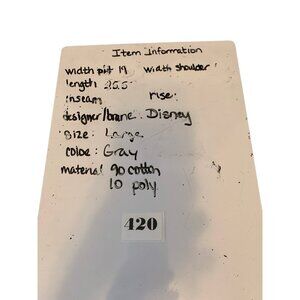 Item Information
width pit 19 width shoulder
length 25.5
inseam rise:
designer/brand: Disney
Size: Large
Color: Gray
material 90 cotton
10 poly
420